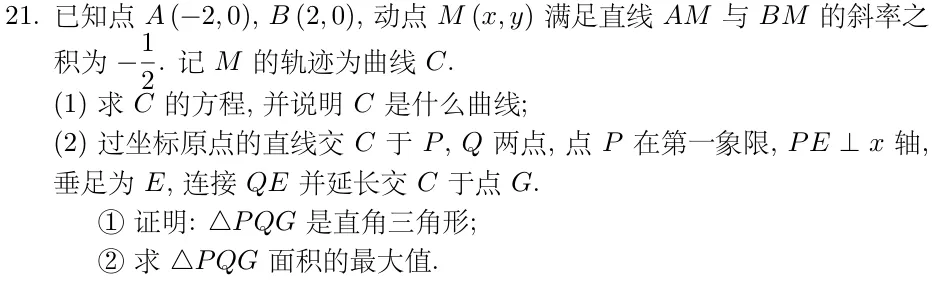 21. 已知点 A(−2,0), B(2,0), 动点 M(x,y) 满足直线 AM 与 BM 的斜率之
积为 −1/2. 记 M 的轨迹为曲线 C.
(1) 求 C 的方程, 并说明 C 是什么曲线;
(2) 过坐标原点的直线交 C 于 P, Q 两点, 点 P 在第一象限, PE ⊥ x 轴,
垂足为 E, 连接 QE 并延长交 C 于点 G.
① 证明: △PQG 是直角三角形;
② 求 △PQG 面积的最大值.